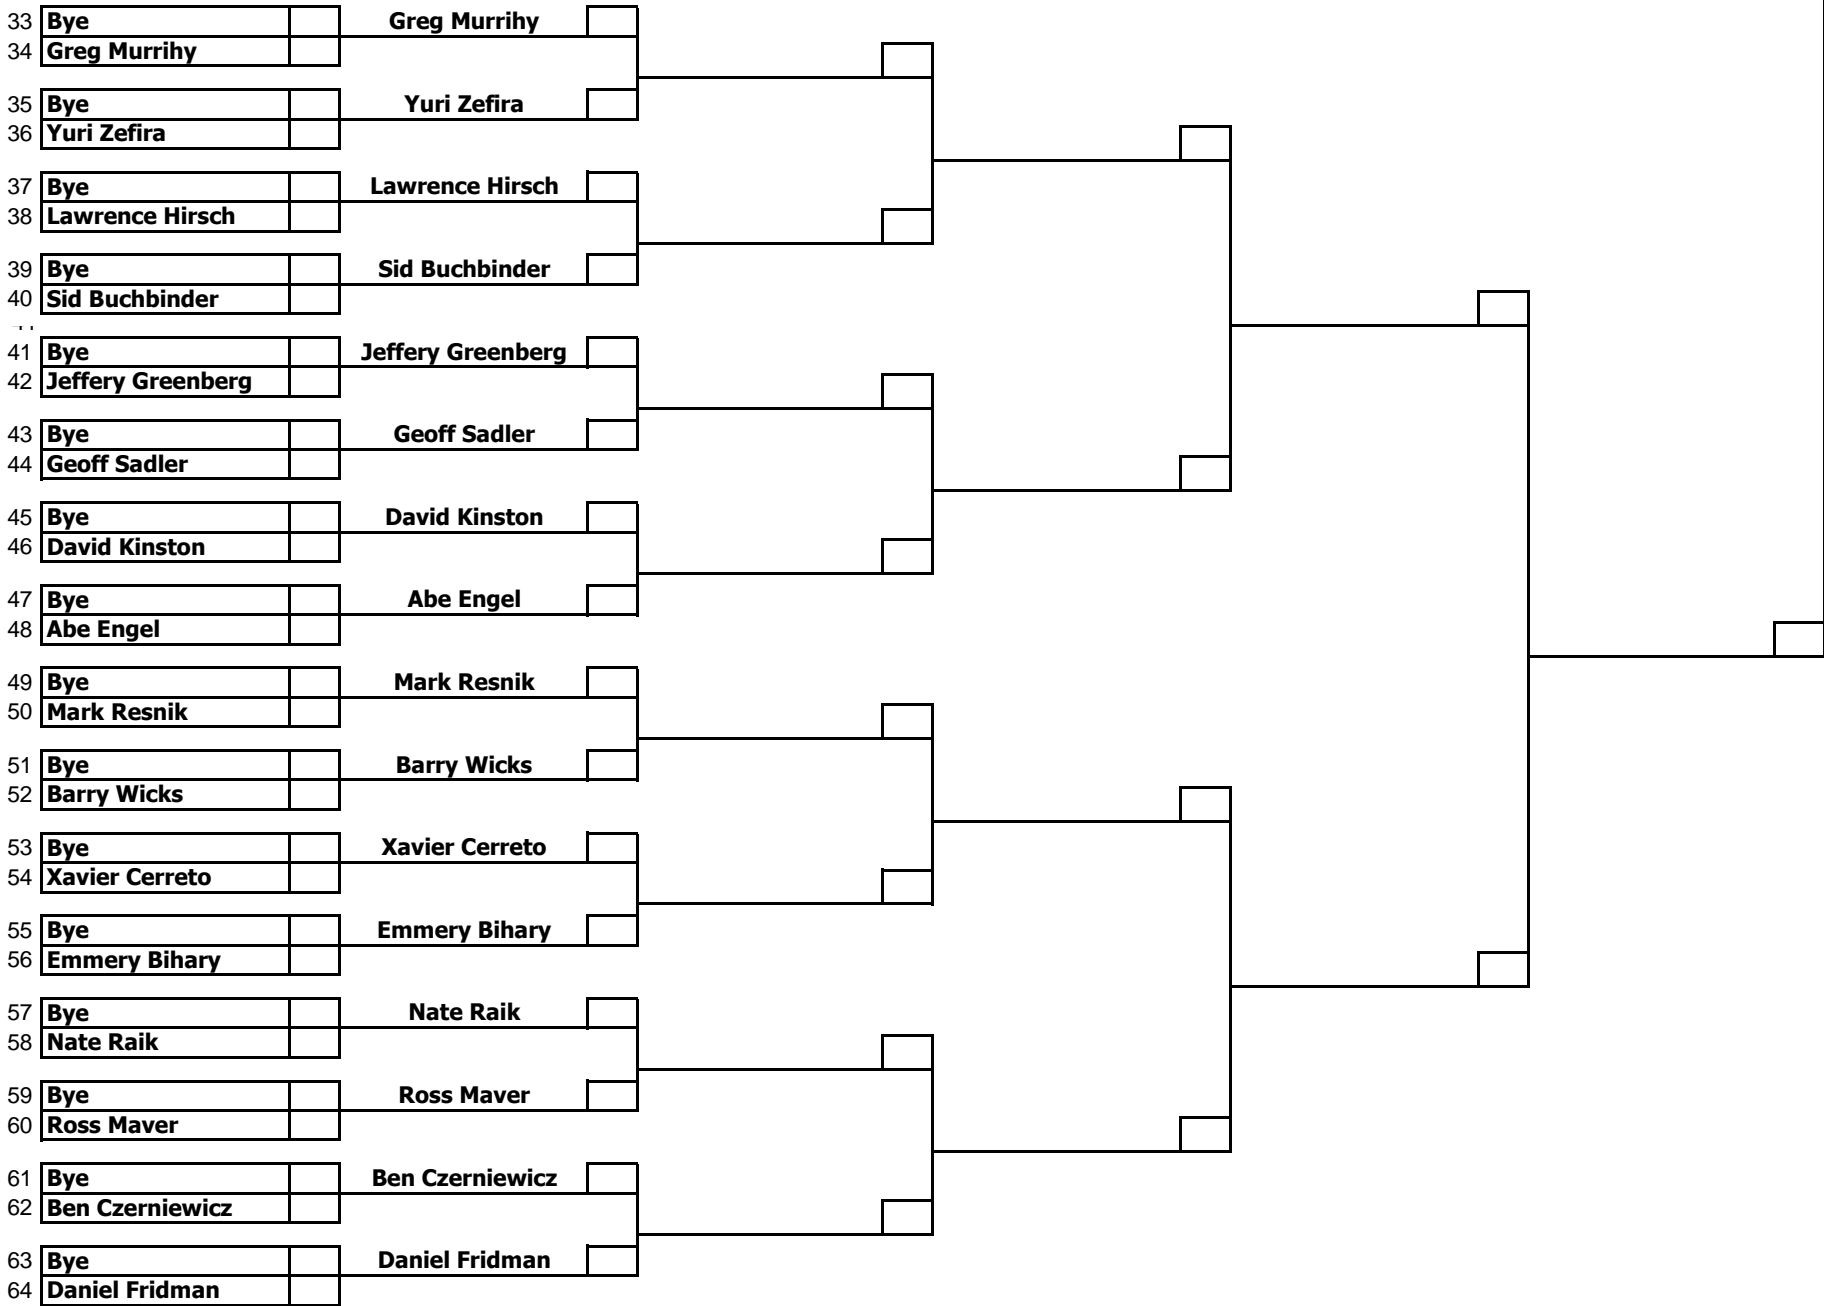 33 Bye Greg Murrihy
34 Greg Murrihy
35 Bye Yuri Zefira
36 Yuri Zefira
37 Bye Lawrence Hirsch
38 Lawrence Hirsch
39 Bye Sid Buchbinder
40 Sid Buchbinder
41 Bye Jeffery Greenberg
42 Jeffery Greenberg
43 Bye Geoff Sadler
44 Geoff Sadler
45 Bye David Kinston
46 David Kinston
47 Bye Abe Engel
48 Abe Engel
49 Bye Mark Resnik
50 Mark Resnik
51 Bye Barry Wicks
52 Barry Wicks
53 Bye Xavier Cerreto
54 Xavier Cerreto
55 Bye Emmery Bihary
56 Emmery Bihary
57 Bye Nate Raik
58 Nate Raik
59 Bye Ross Maver
60 Ross Maver
61 Bye Ben Czerniewicz
62 Ben Czerniewicz
63 Bye Daniel Fridman
64 Daniel Fridman